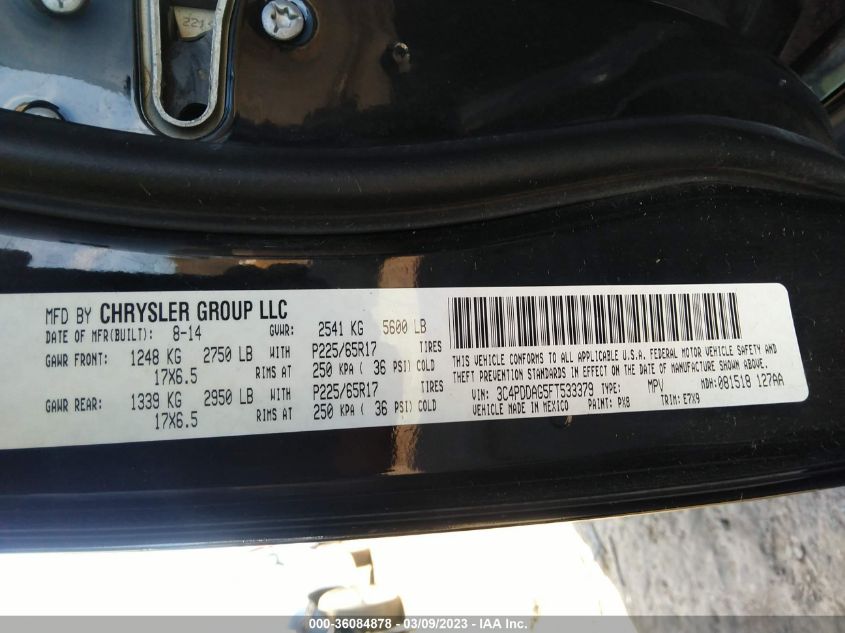 221
MFD BY CHRYSLER GROUP LLC
DATE OF MFR(BUILT): 8-14 GVWR: 2541 KG 5600 LB
GAWR FRONT: 1248 KG 2750 LB WITH P225/65R17 TIRES
17X6.5 RIMS AT 250 KPA ( 36 PSI) COLD
GAWR REAR: 1339 KG 2950 LB WITH P225/65R17 TIRES
17X6.5 RIMS AT 250 KPA ( 36 PSI) COLD
THIS VEHICLE CONFORMS TO ALL APPLICABLE U.S.A. FEDERAL MOTOR VEHICLE SAFETY AND
THEFT PREVENTION STANDARDS IN EFFECT ON THE DATE OF MANUFACTURE SHOWN ABOVE.
VIN: 3C4PDDAG5FT533379 TYPE: MPV MDH: 081518 127AA
VEHICLE MADE IN MEXICO PAINT: PX8 TRIM: E7X9
000-36084878 - 03/09/2023 - IAA Inc.